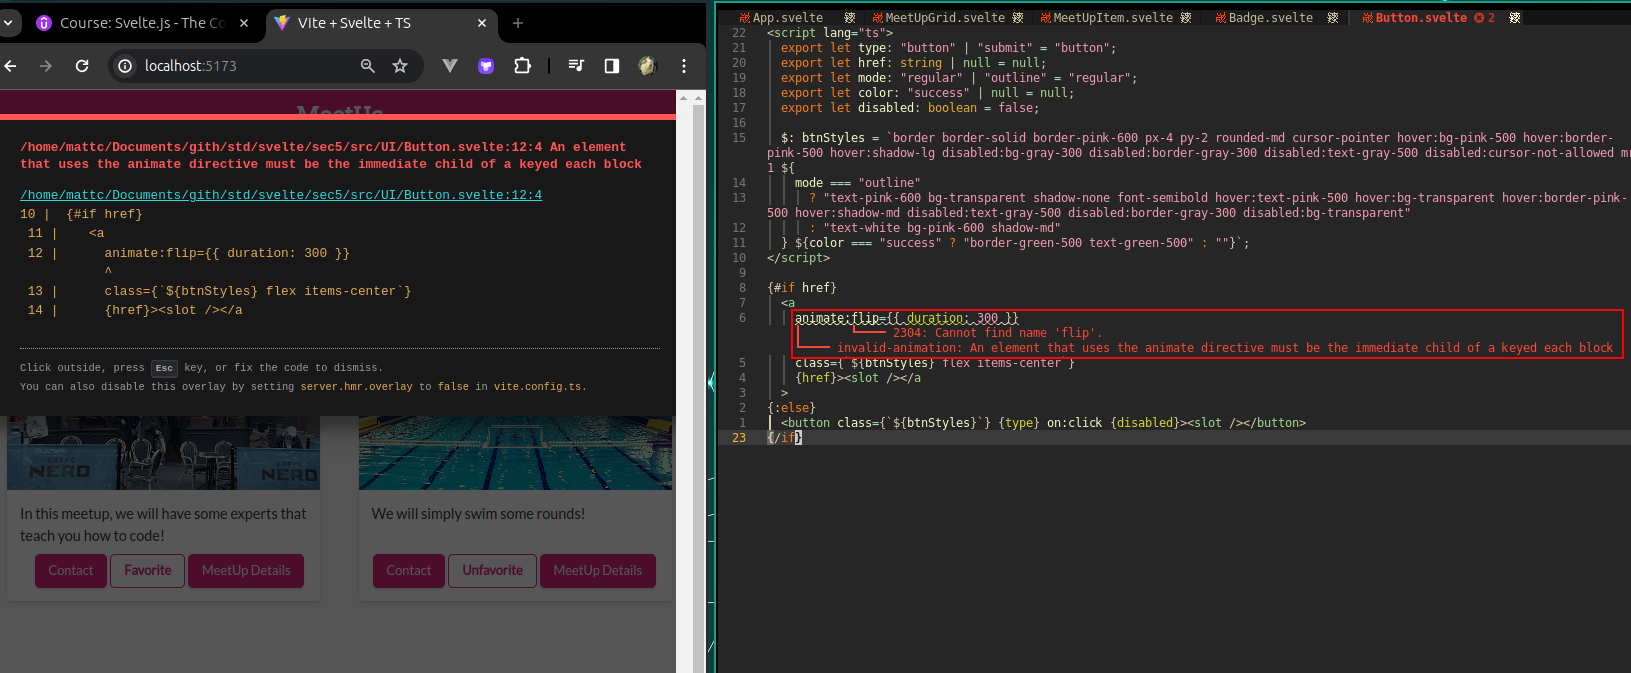 Course: Svelte.js - The Co
Vite + Svelte + TS
localhost:5173
MeetUs
/home/mattc/Documents/gith/std/svelte/sec5/src/UI/Button.svelte:12:4 An element
that uses the animate directive must be the immediate child of a keyed each block
/home/mattc/Documents/gith/std/svelte/sec5/src/UI/Button.svelte:12:4
10 |  {#if href}
11 |    <a
12 |      animate:flip={{ duration: 300 }}
^
13 |      class={`${btnStyles} flex items-center`}
14 |      {href}><slot /></a
Click outside, press Esc key, or fix the code to dismiss.
You can also disable this overlay by setting server.hmr.overlay to false in vite.config.ts.
CAFFÈ NERO
CAFFÈ NERO
In this meetup, we will have some experts that
teach you how to code!
We will simply swim some rounds!
Contact Favorite MeetUp Details
Contact Unfavorite MeetUp Details
App.svelte MeetUpGrid.svelte MeetUpItem.svelte Badge.svelte Button.svelte 2
22 <script lang="ts">
21 export let type: "button" | "submit" = "button";
20 export let href: string | null = null;
19 export let mode: "regular" | "outline" = "regular";
18 export let color: "success" | null = null;
17 export let disabled: boolean = false;
16
15 $: btnStyles = `border border-solid border-pink-600 px-4 py-2 rounded-md cursor-pointer hover:bg-pink-500 hover:border-
pink-500 hover:shadow-lg disabled:bg-gray-300 disabled:border-gray-300 disabled:text-gray-500 disabled:cursor-not-allowed mr-
1 ${
14 mode === "outline"
13 ? "text-pink-600 bg-transparent shadow-none font-semibold hover:text-pink-500 hover:bg-transparent hover:border-pink-
500 hover:shadow-md disabled:text-gray-500 disabled:border-gray-300 disabled:bg-transparent"
12 : "text-white bg-pink-600 shadow-md"
11 } ${color === "success" ? "border-green-500 text-green-500" : ""}`;
10 </script>
9
8 {#if href}
7 <a
6 animate:flip={{ duration: 300 }}
2304: Cannot find name 'flip'.
invalid-animation: An element that uses the animate directive must be the immediate child of a keyed each block
5 class={`${btnStyles} flex items-center`}
4 {href}><slot /></a
3 >
2 {:else}
1 <button class={`${btnStyles}`} {type} on:click {disabled}><slot /></button>
23 {/if}